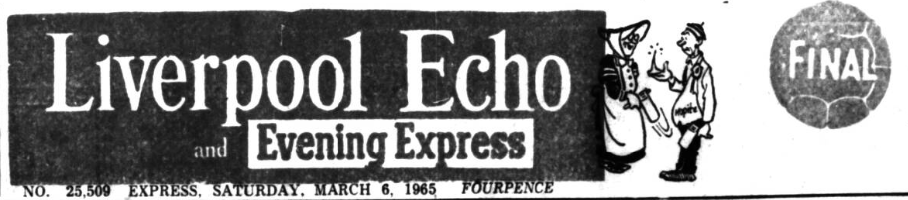 Liverpool Echo
and Evening Express
FINAL
NO. 25,509 EXPRESS, SATURDAY, MARCH 6, 1965 FOURPENCE